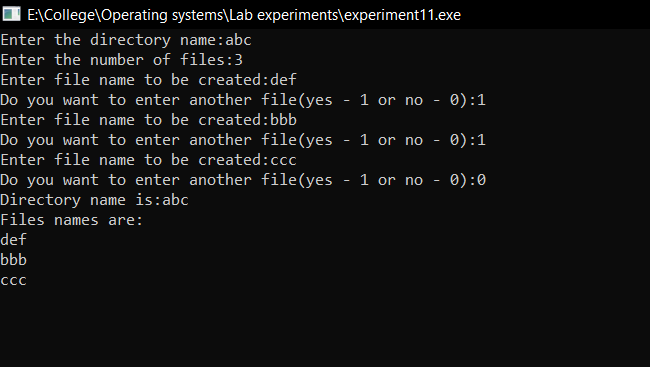 E:\College\Operating systems\Lab experiments\experiment11.exe
Enter the directory name:abc
Enter the number of files:3
Enter file name to be created:def
Do you want to enter another file(yes - 1 or no - 0):1
Enter file name to be created:bbb
Do you want to enter another file(yes - 1 or no - 0):1
Enter file name to be created:ccc
Do you want to enter another file(yes - 1 or no - 0):0
Directory name is:abc
Files names are:
def
bbb
ccc